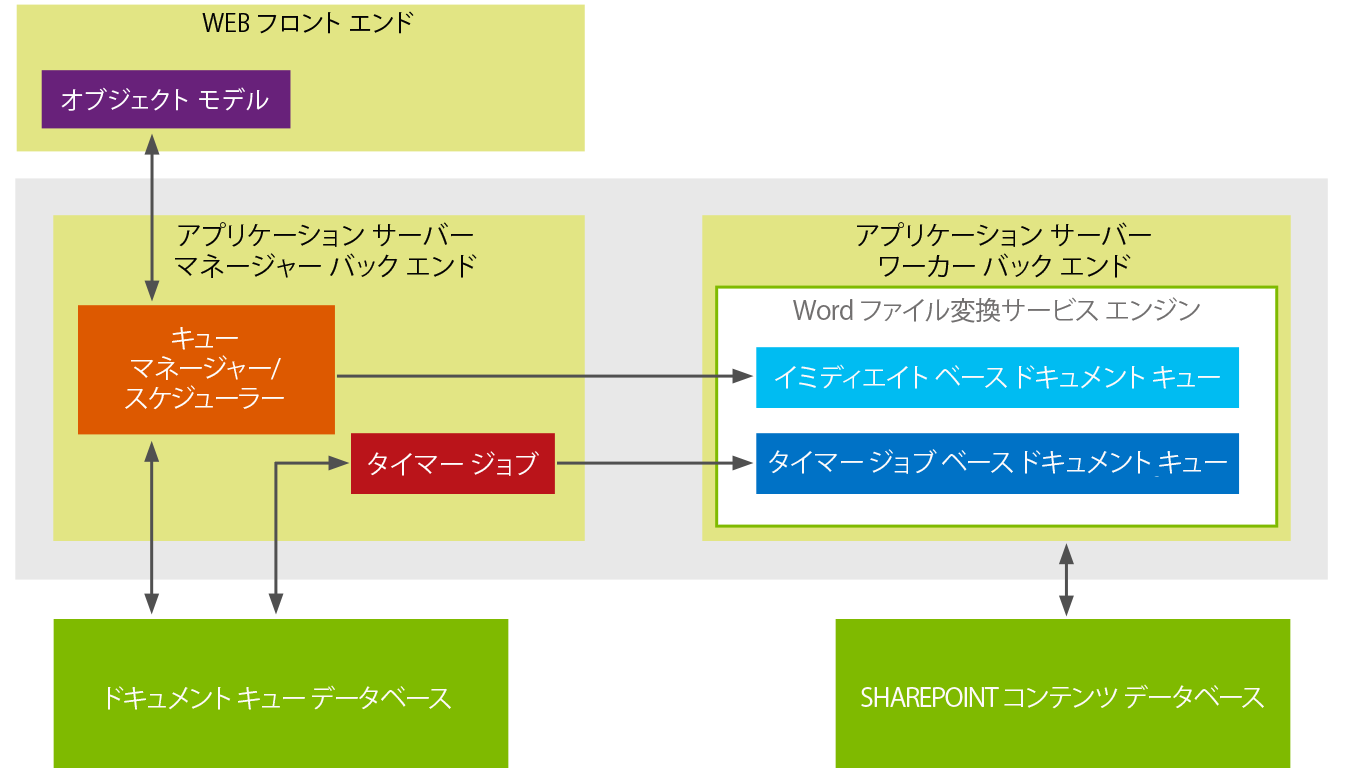 WEB フロント エンド
オブジェクト モデル
アプリケーション サーバー
マネージャー バック エンド
キュー
マネージャー/
スケジューラー
タイマー ジョブ
アプリケーション サーバー
ワーカー バック エンド
Word ファイル変換サービス エンジン
イミディエイト ベース ドキュメント キュー
タイマー ジョブ ベース ドキュメント キュー
ドキュメント キュー データベース
SHAREPOINT コンテンツ データベース